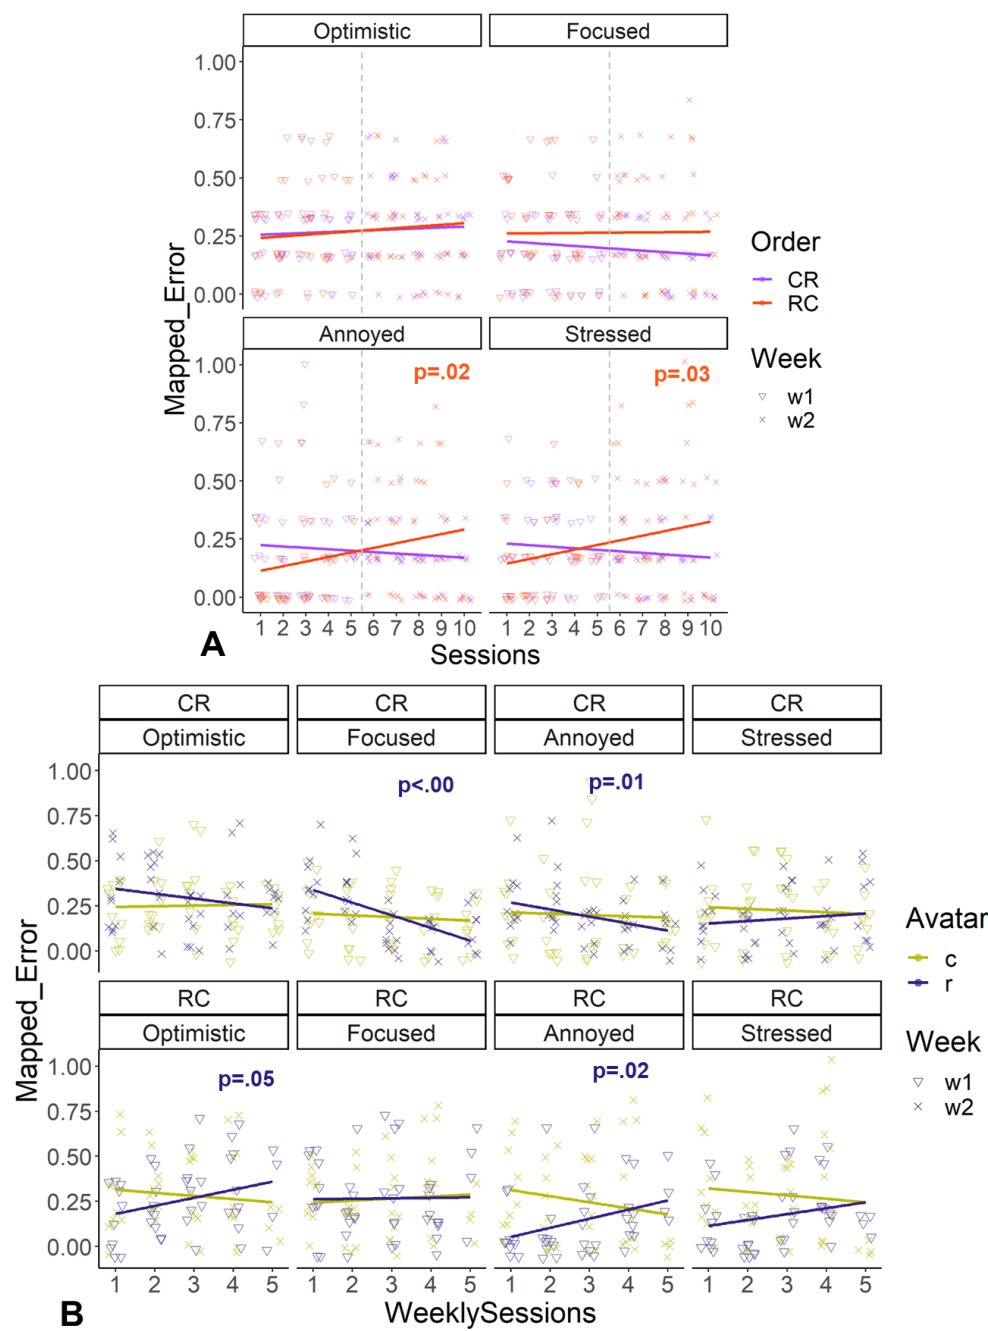 Optimistic Focused
1.00
0.75
0.50
0.25
0.00
Annoyed Stressed
p=.02 p=.03
1.00
0.75
0.50
0.25
0.00
1 2 3 4 5 6 7 8 9 10 1 2 3 4 5 6 7 8 9 10
Sessions
Mapped_Error
Order
CR
RC
Week
w1
w2
A
CR CR CR CR
Optimistic Focused Annoyed Stressed
p<.00 p=.01
1.00
0.75
0.50
0.25
0.00
RC RC RC RC
Optimistic Focused Annoyed Stressed
p=.05 p=.02
1.00
0.75
0.50
0.25
0.00
1 2 3 4 5 1 2 3 4 5 1 2 3 4 5 1 2 3 4 5
WeeklySessions
Mapped_Error
Avatar
c
r
Week
w1
w2
B